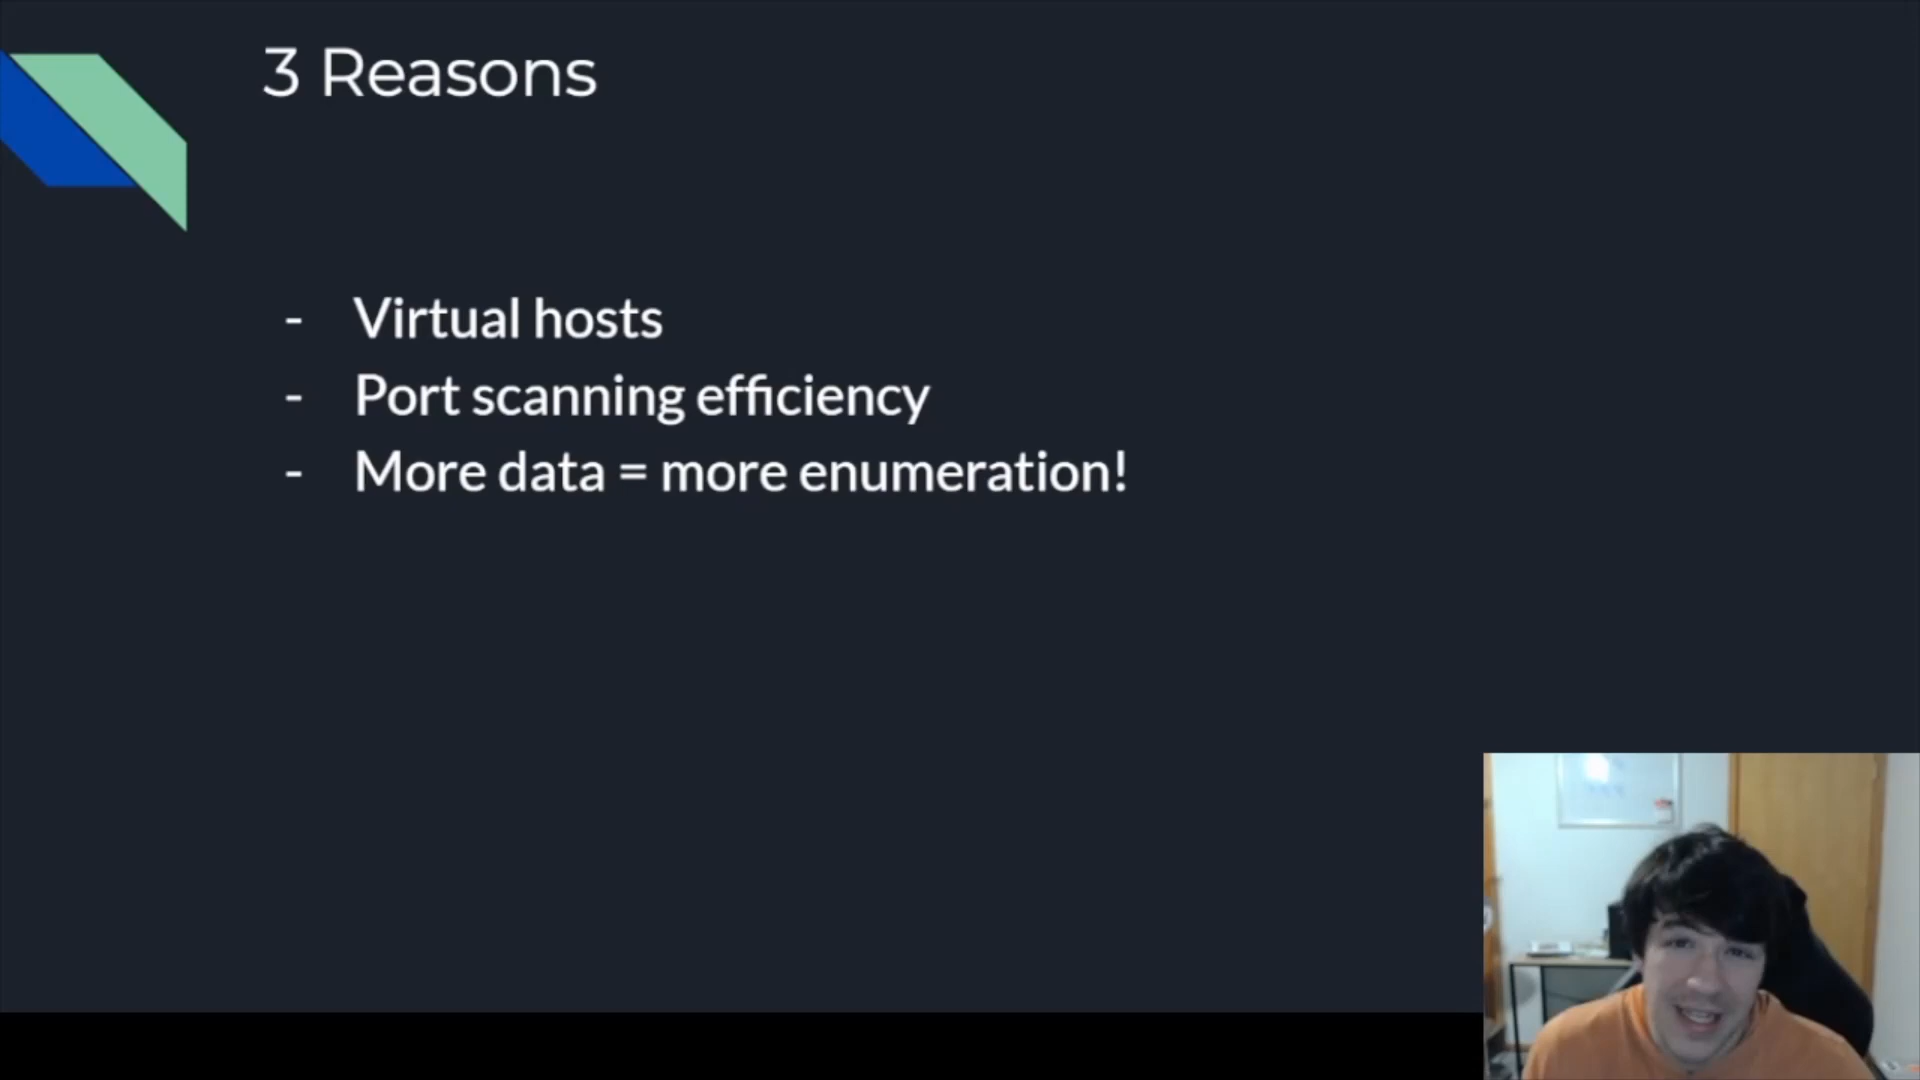 3 Reasons
- Virtual hosts
- Port scanning efficiency
- More data = more enumeration!